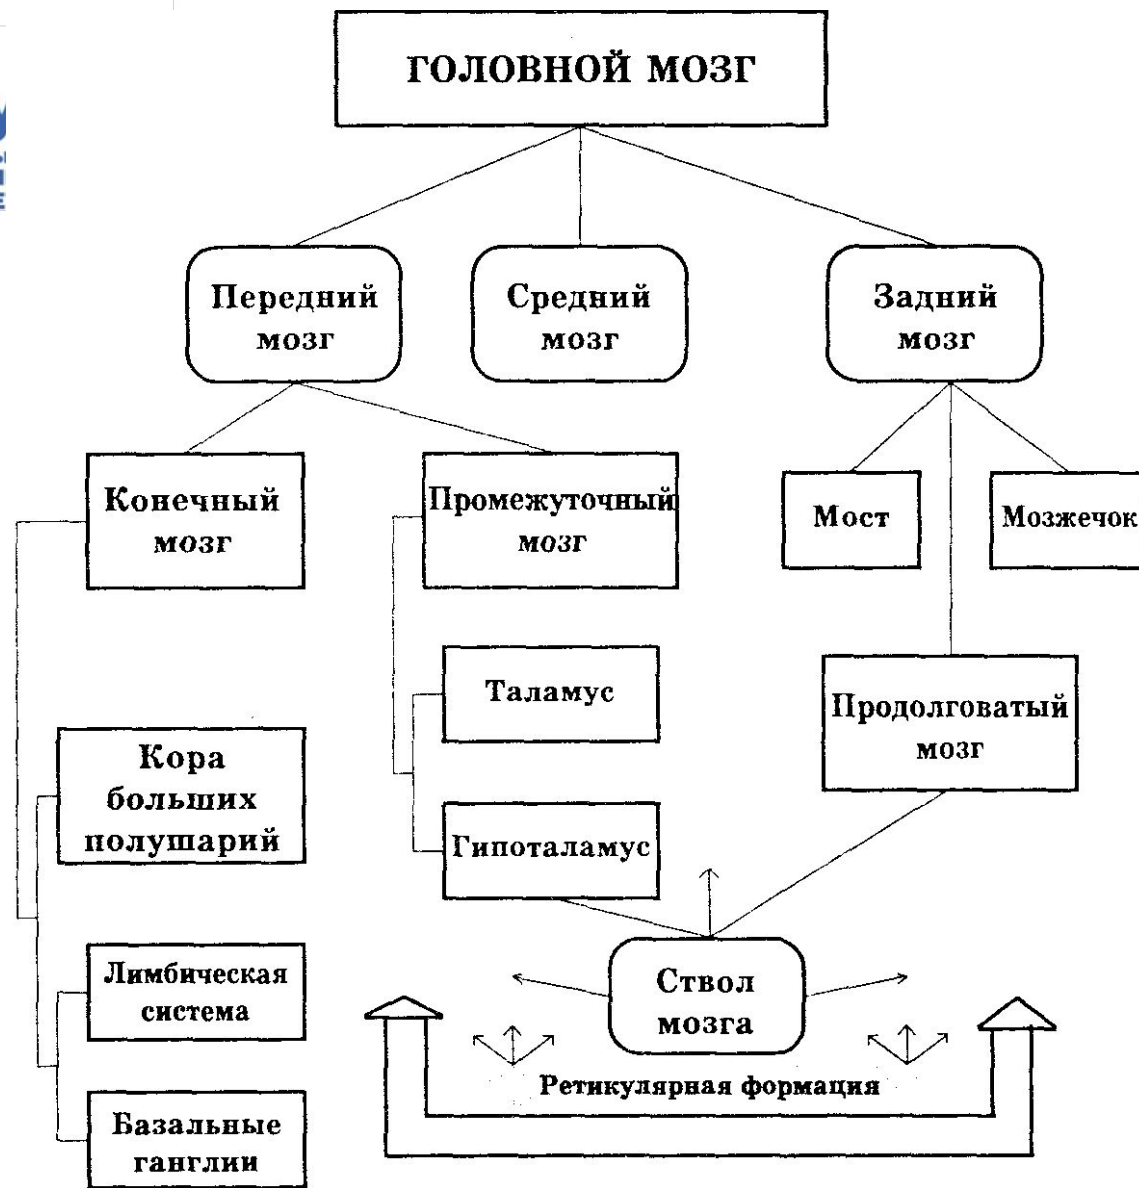 ГОЛОВНОЙ МОЗГ
Передний
мозг
Средний
мозг
Задний
мозг
Конечный
мозг
Промежуточный
мозг
Мост
Мозжечок
Таламус
Продолговатый
мозг
Кора
больших
полушарий
Гипоталамус
Лимбическая
система
Ствол
мозга
Ретикулярная формация
Базальные
ганглии